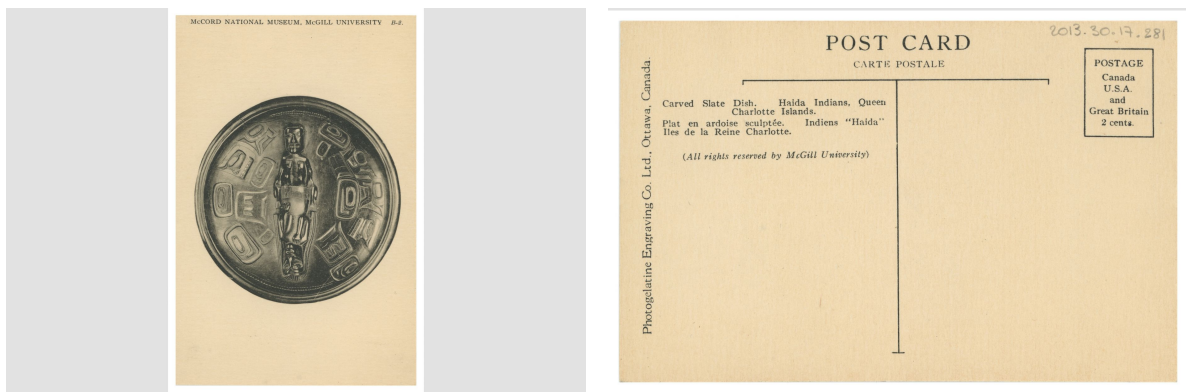 McCORD NATIONAL MUSEUM, McGILL UNIVERSITY B-2.
2013.30.17.281
POST CARD
CARTE POSTALE
POSTAGE
Canada
U.S.A.
and
Great Britain
2 cents.
Carved Slate Dish. Haida Indians, Queen
Charlotte Islands.
Plat en ardoise sculptée. Indiens "Haida"
Iles de la Reine Charlotte.
(All rights reserved by McGill University)
Photogelatine Engraving Co. Ltd., Ottawa, Canada.